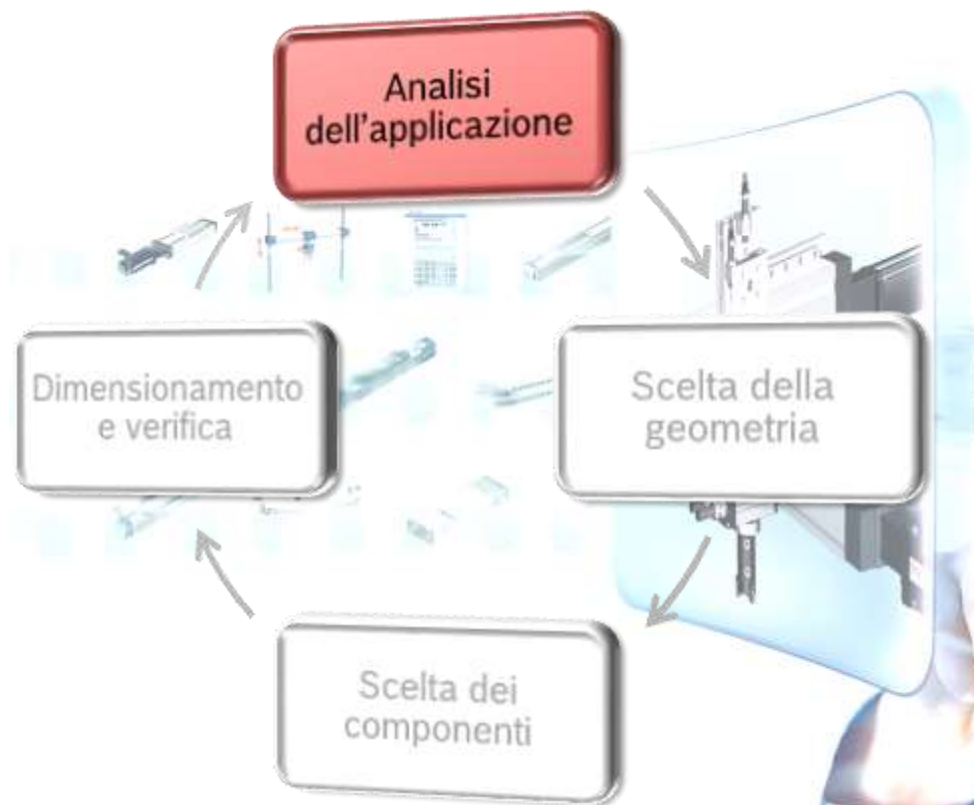 Analisi
dell'applicazione
Dimensionamento
e verifica
Scelta della
geometria
Scelta dei
componenti